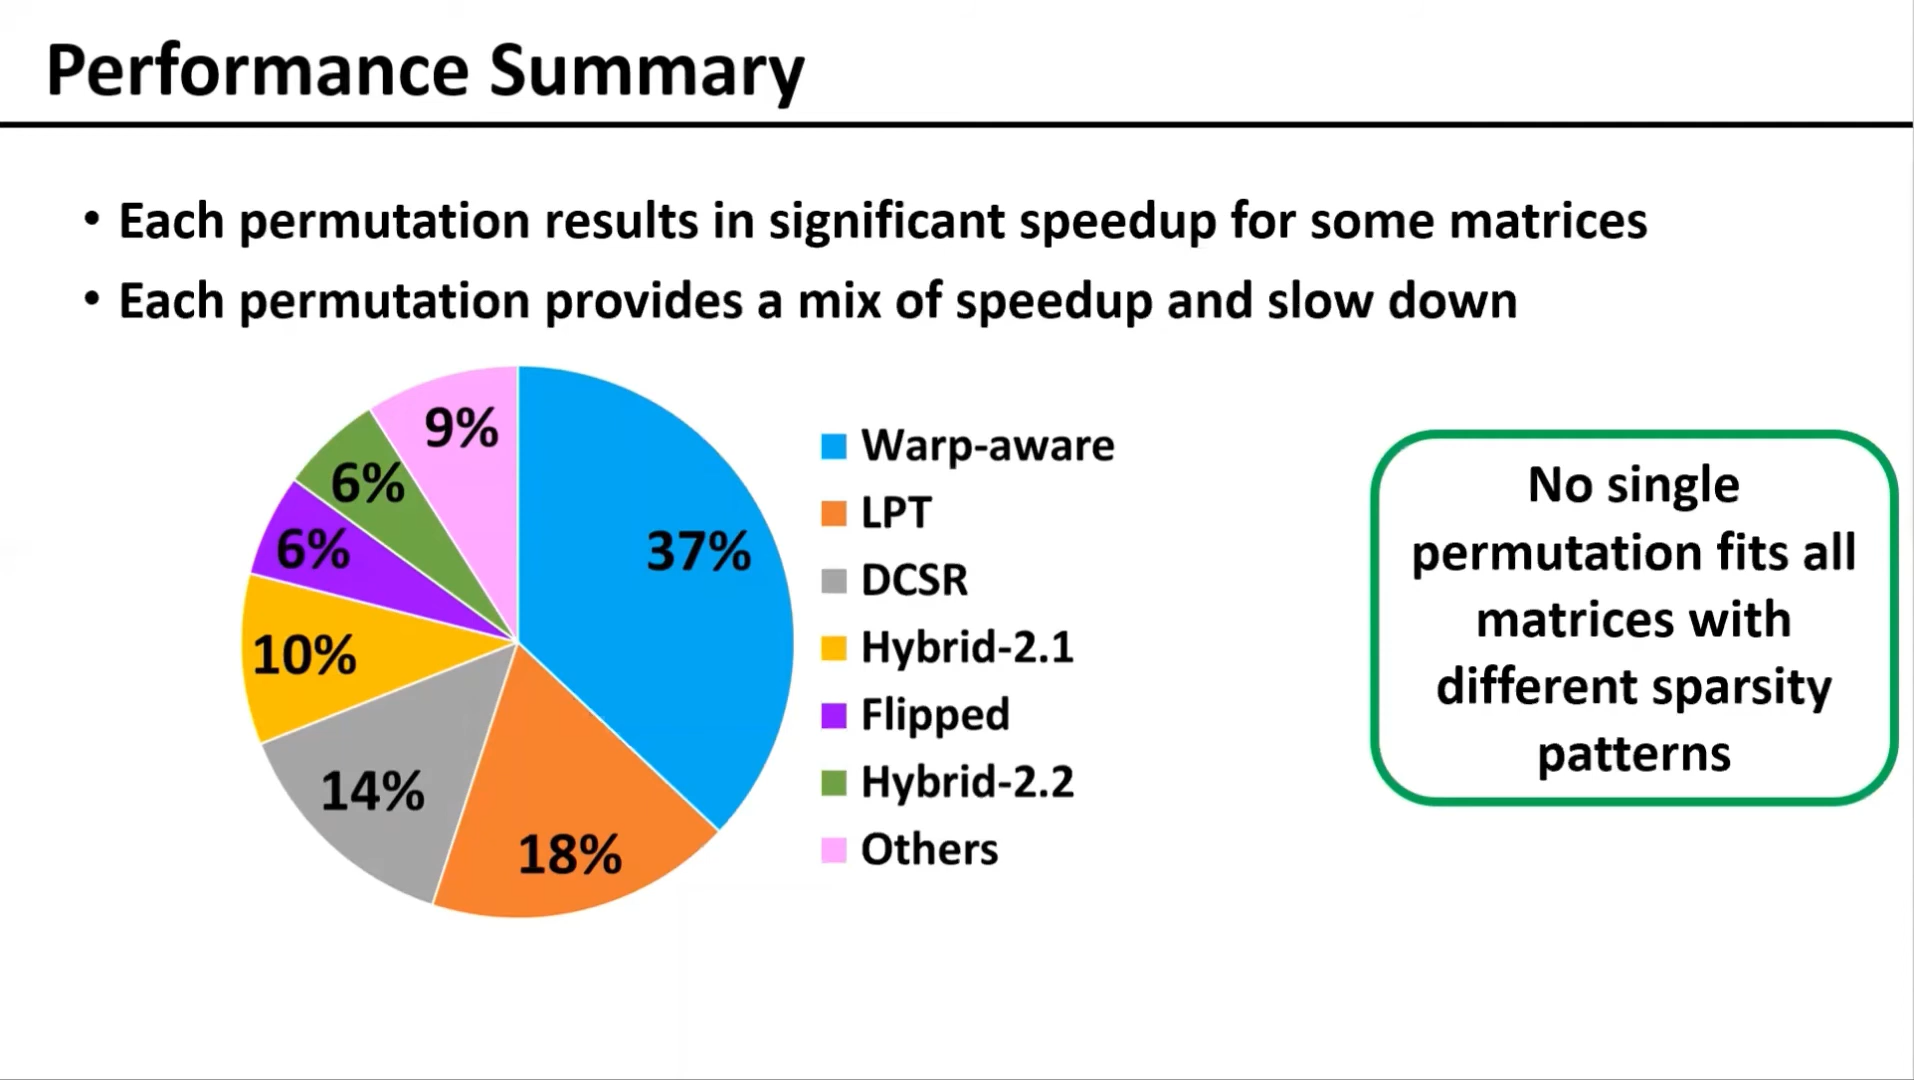 Performance Summary
• Each permutation results in significant speedup for some matrices
• Each permutation provides a mix of speedup and slow down
9%
6%
6%
10%
14%
18%
37%
Warp-aware
LPT
DCSR
Hybrid-2.1
Flipped
Hybrid-2.2
Others
No single
permutation fits all
matrices with
different sparsity
patterns